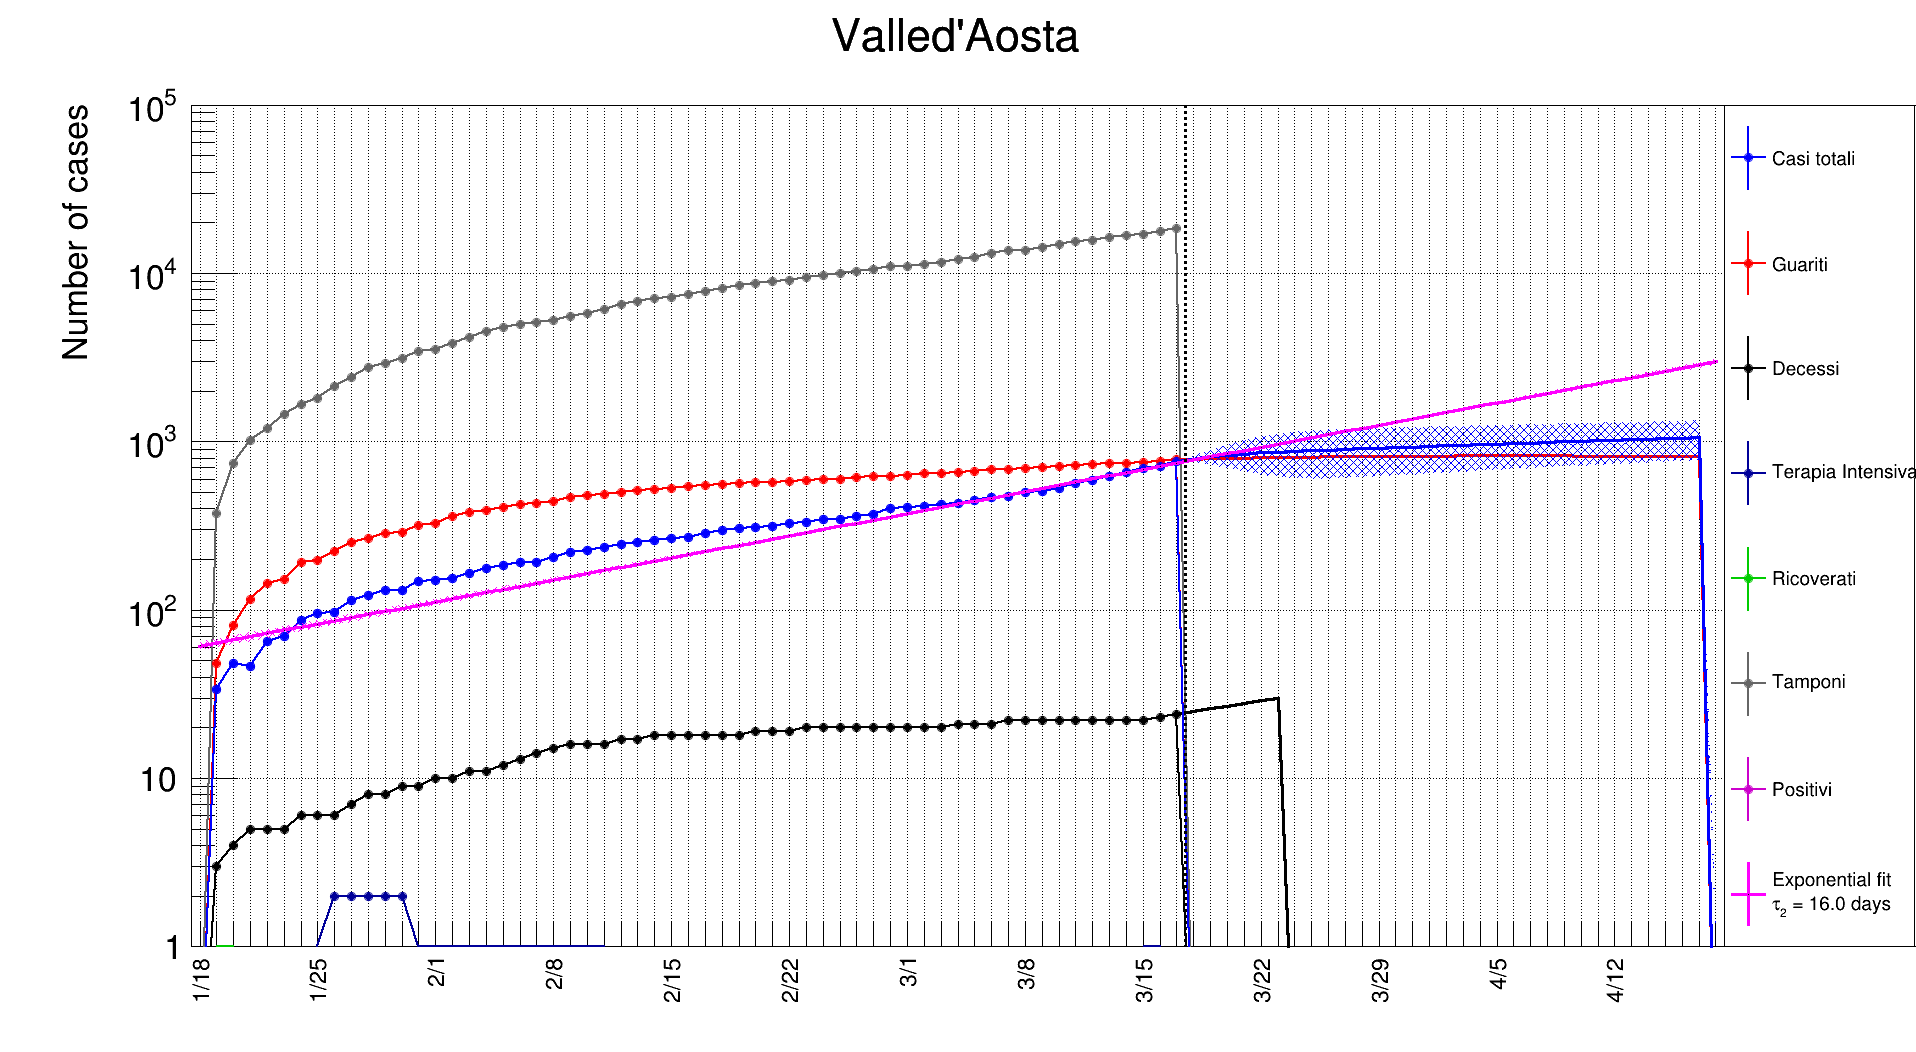 Valled'Aosta
Number of cases
10^5
10^4
10^3
10^2
10
1
1/18
1/25
2/1
2/8
2/15
2/22
3/1
3/8
3/15
3/22
3/29
4/5
4/12
Casi totali
Guariti
Decessi
Terapia Intensiva
Ricoverati
Tamponi
Positivi
Exponential fit
τ₂ = 16.0 days